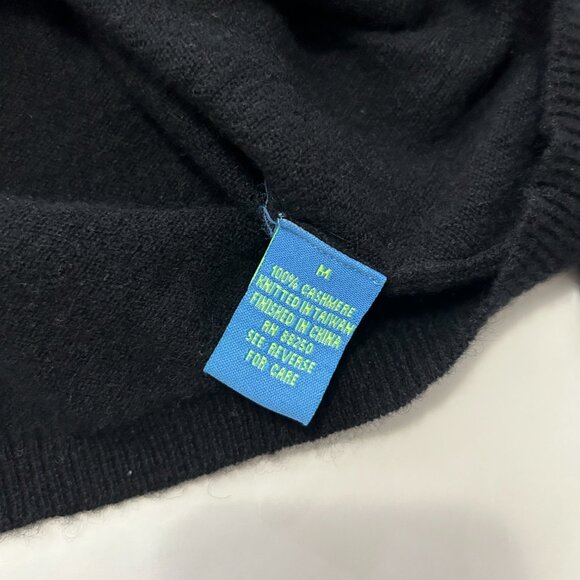 M
100% CASHMERE
KNITTED IN TAIWAN
FINISHED IN CHINA
RN 88250
SEE REVERSE
FOR CARE